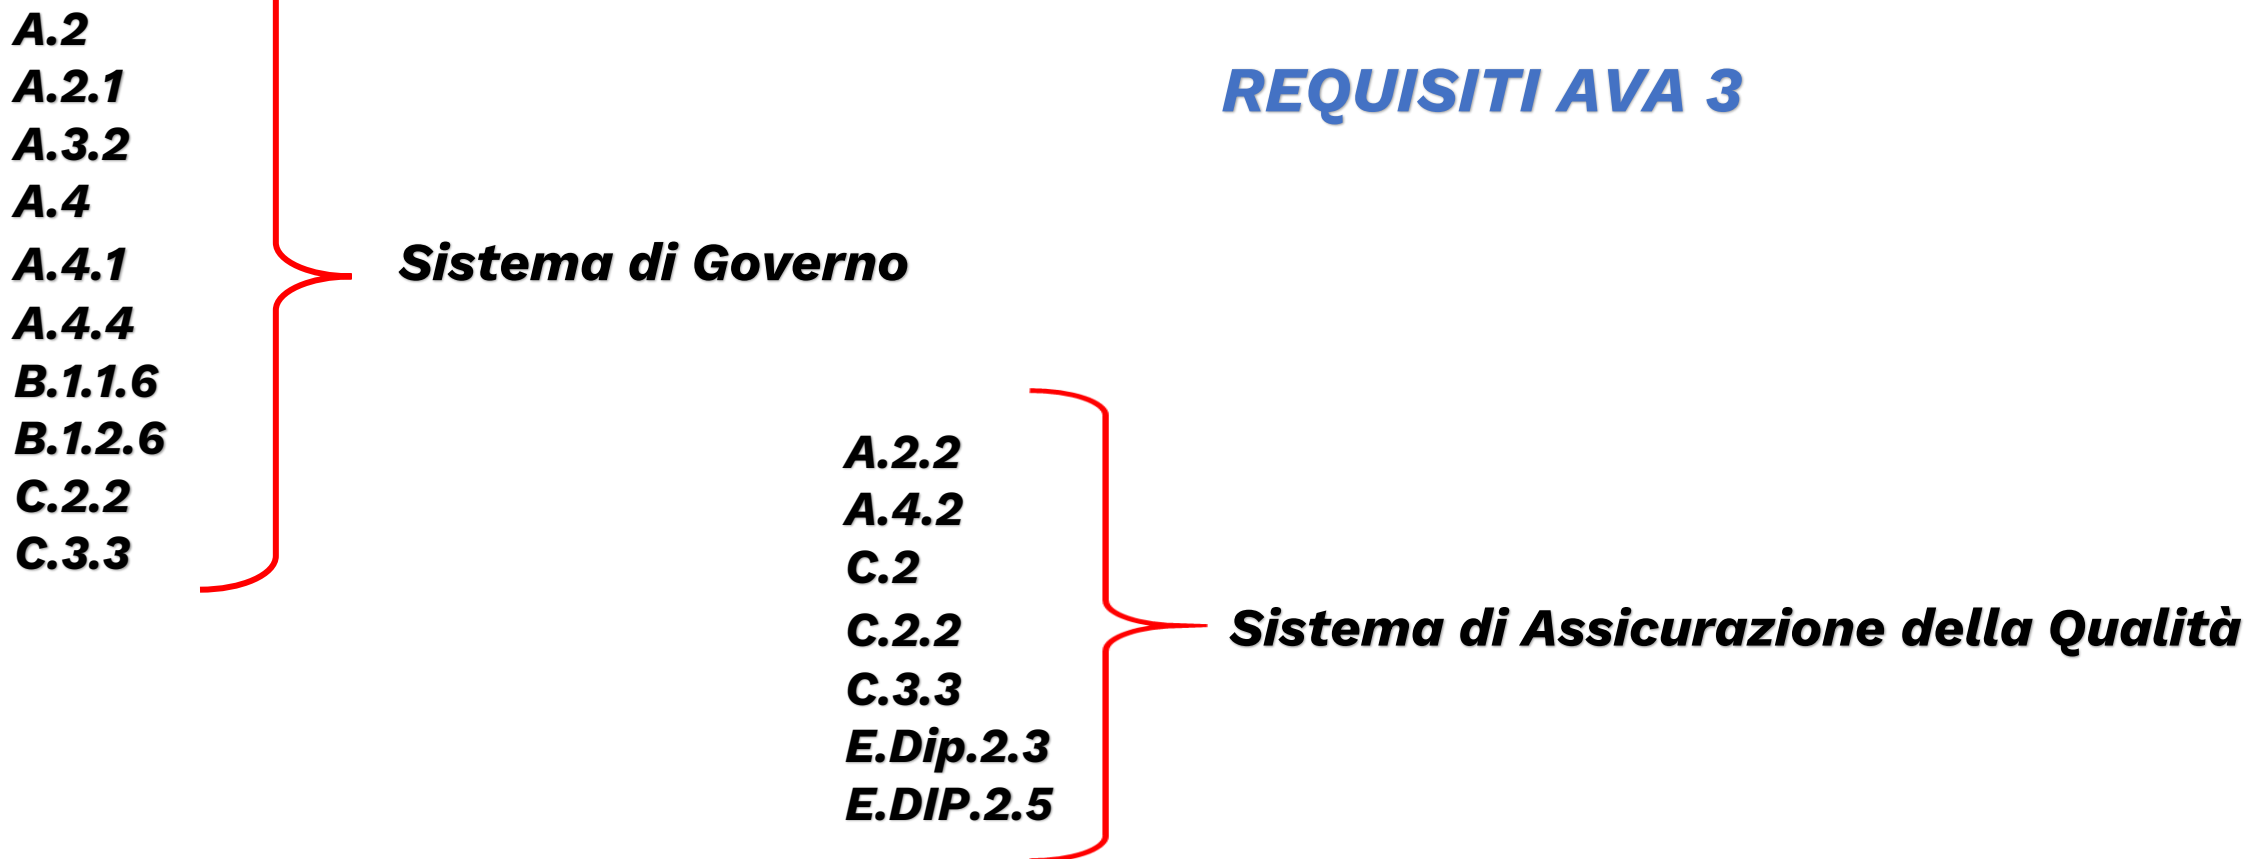 REQUISITI AVA 3
A.2
A.2.1
A.3.2
A.4
A.4.1
A.4.4
B.1.1.6
B.1.2.6
C.2.2
C.3.3
Sistema di Governo
A.2.2
A.4.2
C.2
C.2.2
C.3.3
E.Dip.2.3
E.DIP.2.5
Sistema di Assicurazione della Qualità